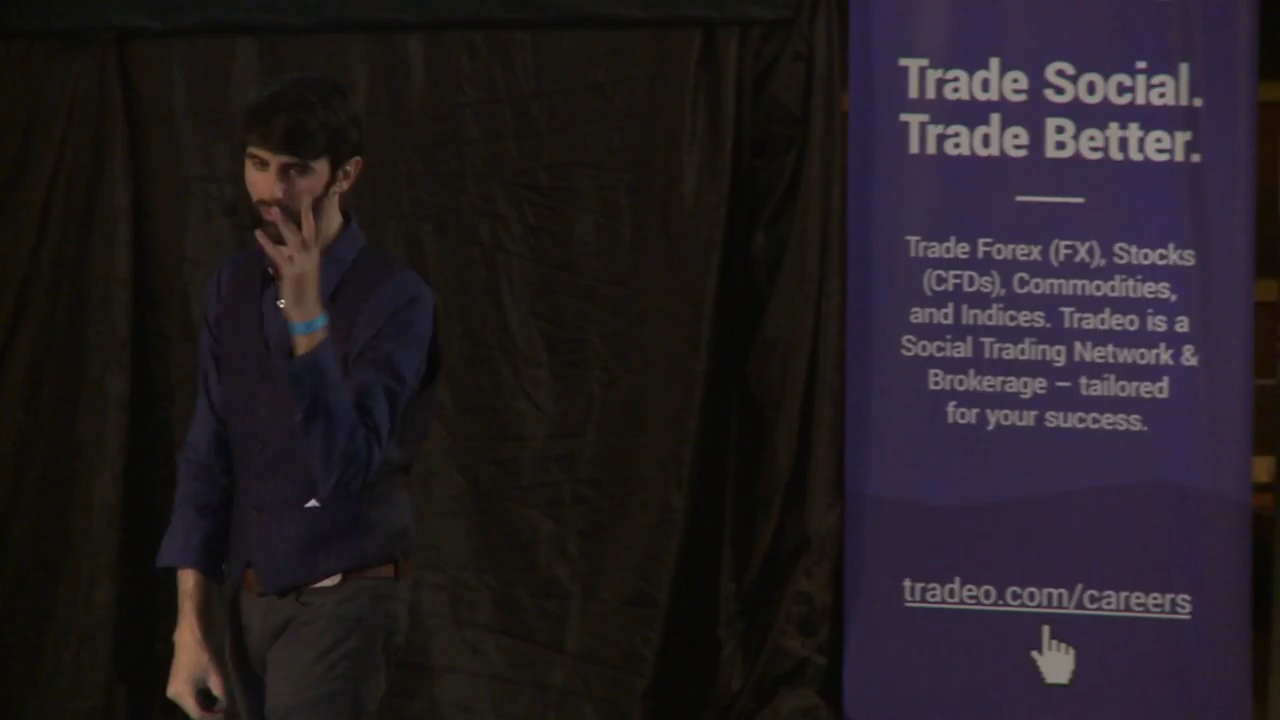 Trade Social.
Trade Better.
Trade Forex (FX), Stocks
(CFDs), Commodities,
and Indices. Tradeo is a
Social Trading Network &
Brokerage – tailored
for your success.
tradeo.com/careers